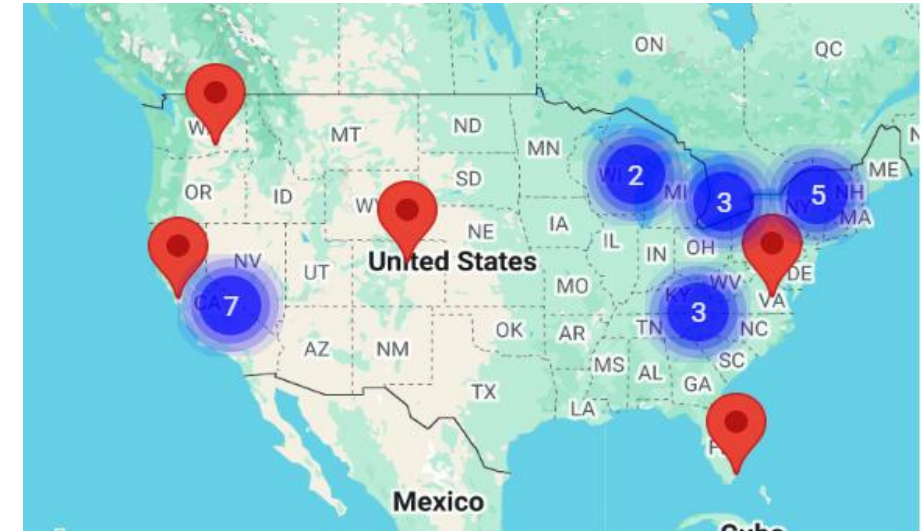 ON
QC
MT
ND
MN
ME
OR
ID
SD
WI
2
MI
3
5
NY
NH
MA
NE
IA
IL
IN
OH
NV
UT
United States
DE
MO
KY
WV
VA
CA
7
3
OK
AR
TN
NC
AZ
NM
MS
AL
SC
GA
TX
LA
Mexico